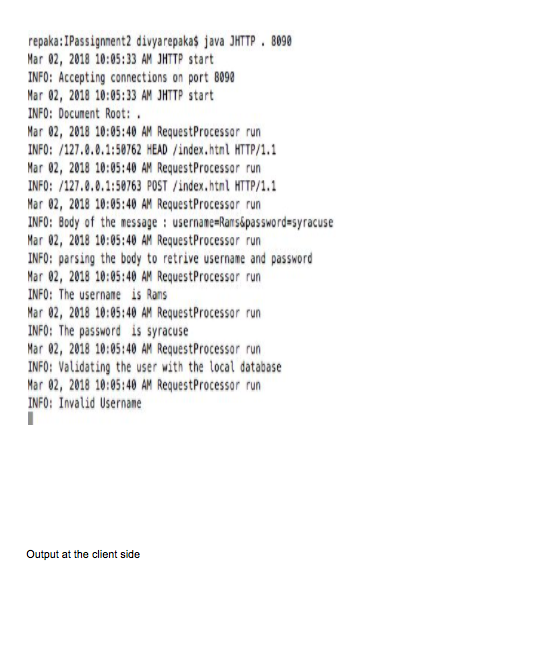 repaka:IPassignment2 divyarepaka$ java JHTTP . 8090
Mar 02, 2018 10:05:33 AM JHTTP start
INFO: Accepting connections on port 8090
Mar 02, 2018 10:05:33 AM JHTTP start
INFO: Document Root: .
Mar 02, 2018 10:05:40 AM RequestProcessor run
INFO: /127.0.0.1:50762 HEAD /index.html HTTP/1.1
Mar 02, 2018 10:05:40 AM RequestProcessor run
INFO: /127.0.0.1:50763 POST /index.html HTTP/1.1
Mar 02, 2018 10:05:40 AM RequestProcessor run
INFO: Body of the message : username=Rams&password=syracuse
Mar 02, 2018 10:05:40 AM RequestProcessor run
INFO: parsing the body to retrive username and password
Mar 02, 2018 10:05:40 AM RequestProcessor run
INFO: The username  is Rams
Mar 02, 2018 10:05:40 AM RequestProcessor run
INFO: The password  is syracuse
Mar 02, 2018 10:05:40 AM RequestProcessor run
INFO: Validating the user with the local database
Mar 02, 2018 10:05:40 AM RequestProcessor run
INFO: Invalid Username
Output at the client side